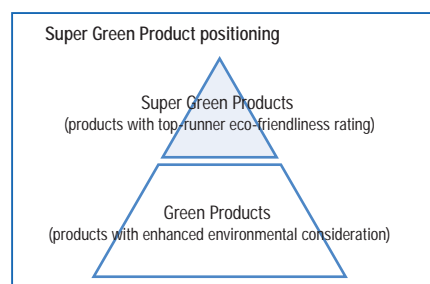 Super Green Product positioning
Super Green Products
(products with top-runner eco-friendliness rating)
Green Products
(products with enhanced environmental consideration)